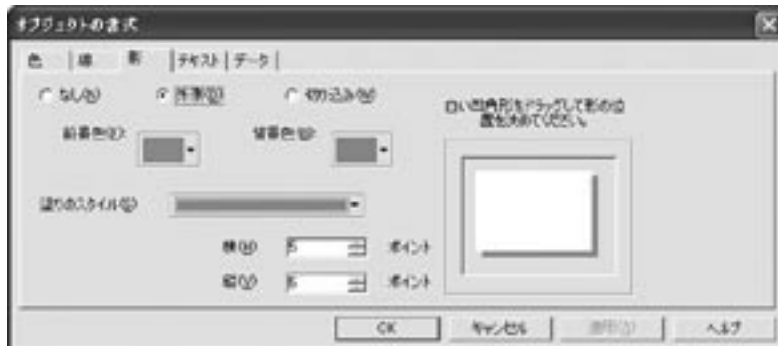 オブジェクトの書式
色 線 影 テキスト データ
なし(N) 外側(D) 切り込み(W)
白い四角形をドラッグして影の位
置を決めてください。
前景色(F): 背景色(B):
塗りのスタイル(S)
横(H) 6 ポイント
縦(V) 6 ポイント
OK キャンセル 適用(A) ヘルプ